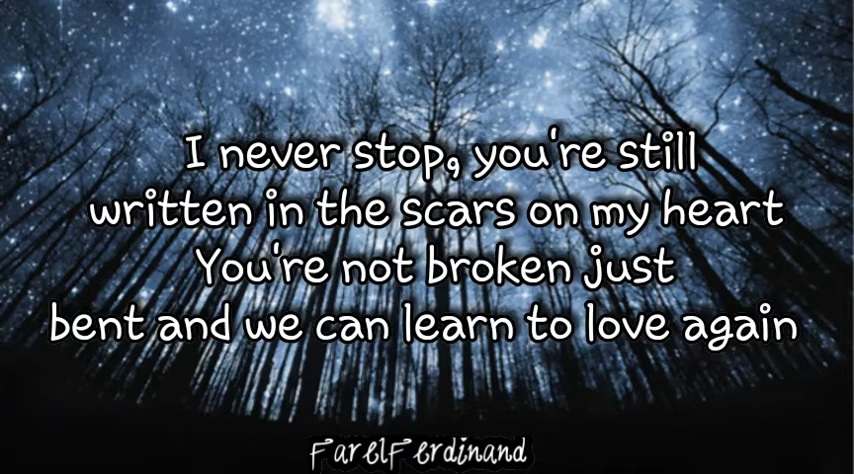 I never stop, you're still
written in the scars on my heart
You're not broken just
bent and we can learn to love again
FarelFerdinand